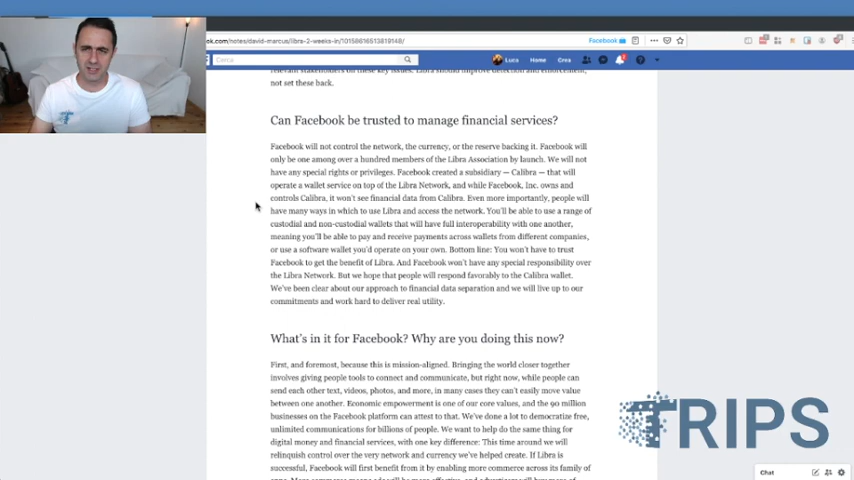 ok.com/notes/david-marcus/libra-2-weeks-in/10158616513819148/
Facebook
Cerca
Luca Home Crea
relevant stakeholders on these key issues. Libra should improve detection and enforcement,
not set these back.
Can Facebook be trusted to manage financial services?
Facebook will not control the network, the currency, or the reserve backing it. Facebook will
only be one among over a hundred members of the Libra Association by launch. We will not
have any special rights or privileges. Facebook created a subsidiary — Calibra — that will
operate a wallet service on top of the Libra Network, and while Facebook, Inc. owns and
controls Calibra, it won't see financial data from Calibra. Even more importantly, people will
have many ways in which to use Libra and access the network. You'll be able to use a range of
custodial and non-custodial wallets that will have full interoperability with one another,
meaning you'll be able to pay and receive payments across wallets from different companies,
or use a software wallet you'd operate on your own. Bottom line: You won't have to trust
Facebook to get the benefit of Libra. And Facebook won't have any special responsibility over
the Libra Network. But we hope that people will respond favorably to the Calibra wallet.
We've been clear about our approach to financial data separation and we will live up to our
commitments and work hard to deliver real utility.
What's in it for Facebook? Why are you doing this now?
First, and foremost, because this is mission-aligned. Bringing the world closer together
involves giving people tools to connect and communicate, but right now, while people can
send each other text, videos, photos, and more, in many cases they can't easily move value
between one another. Economic empowerment is one of our core values, and the 90 million
businesses on the Facebook platform can attest to that. We've done a lot to democratize free,
unlimited communications for billions of people. We want to help do the same thing for
digital money and financial services, with one key difference: This time around we will
relinquish control over the very network and currency we've helped create. If Libra is
successful, Facebook will first benefit from it by enabling more commerce across its family of
TRIPS
Chat